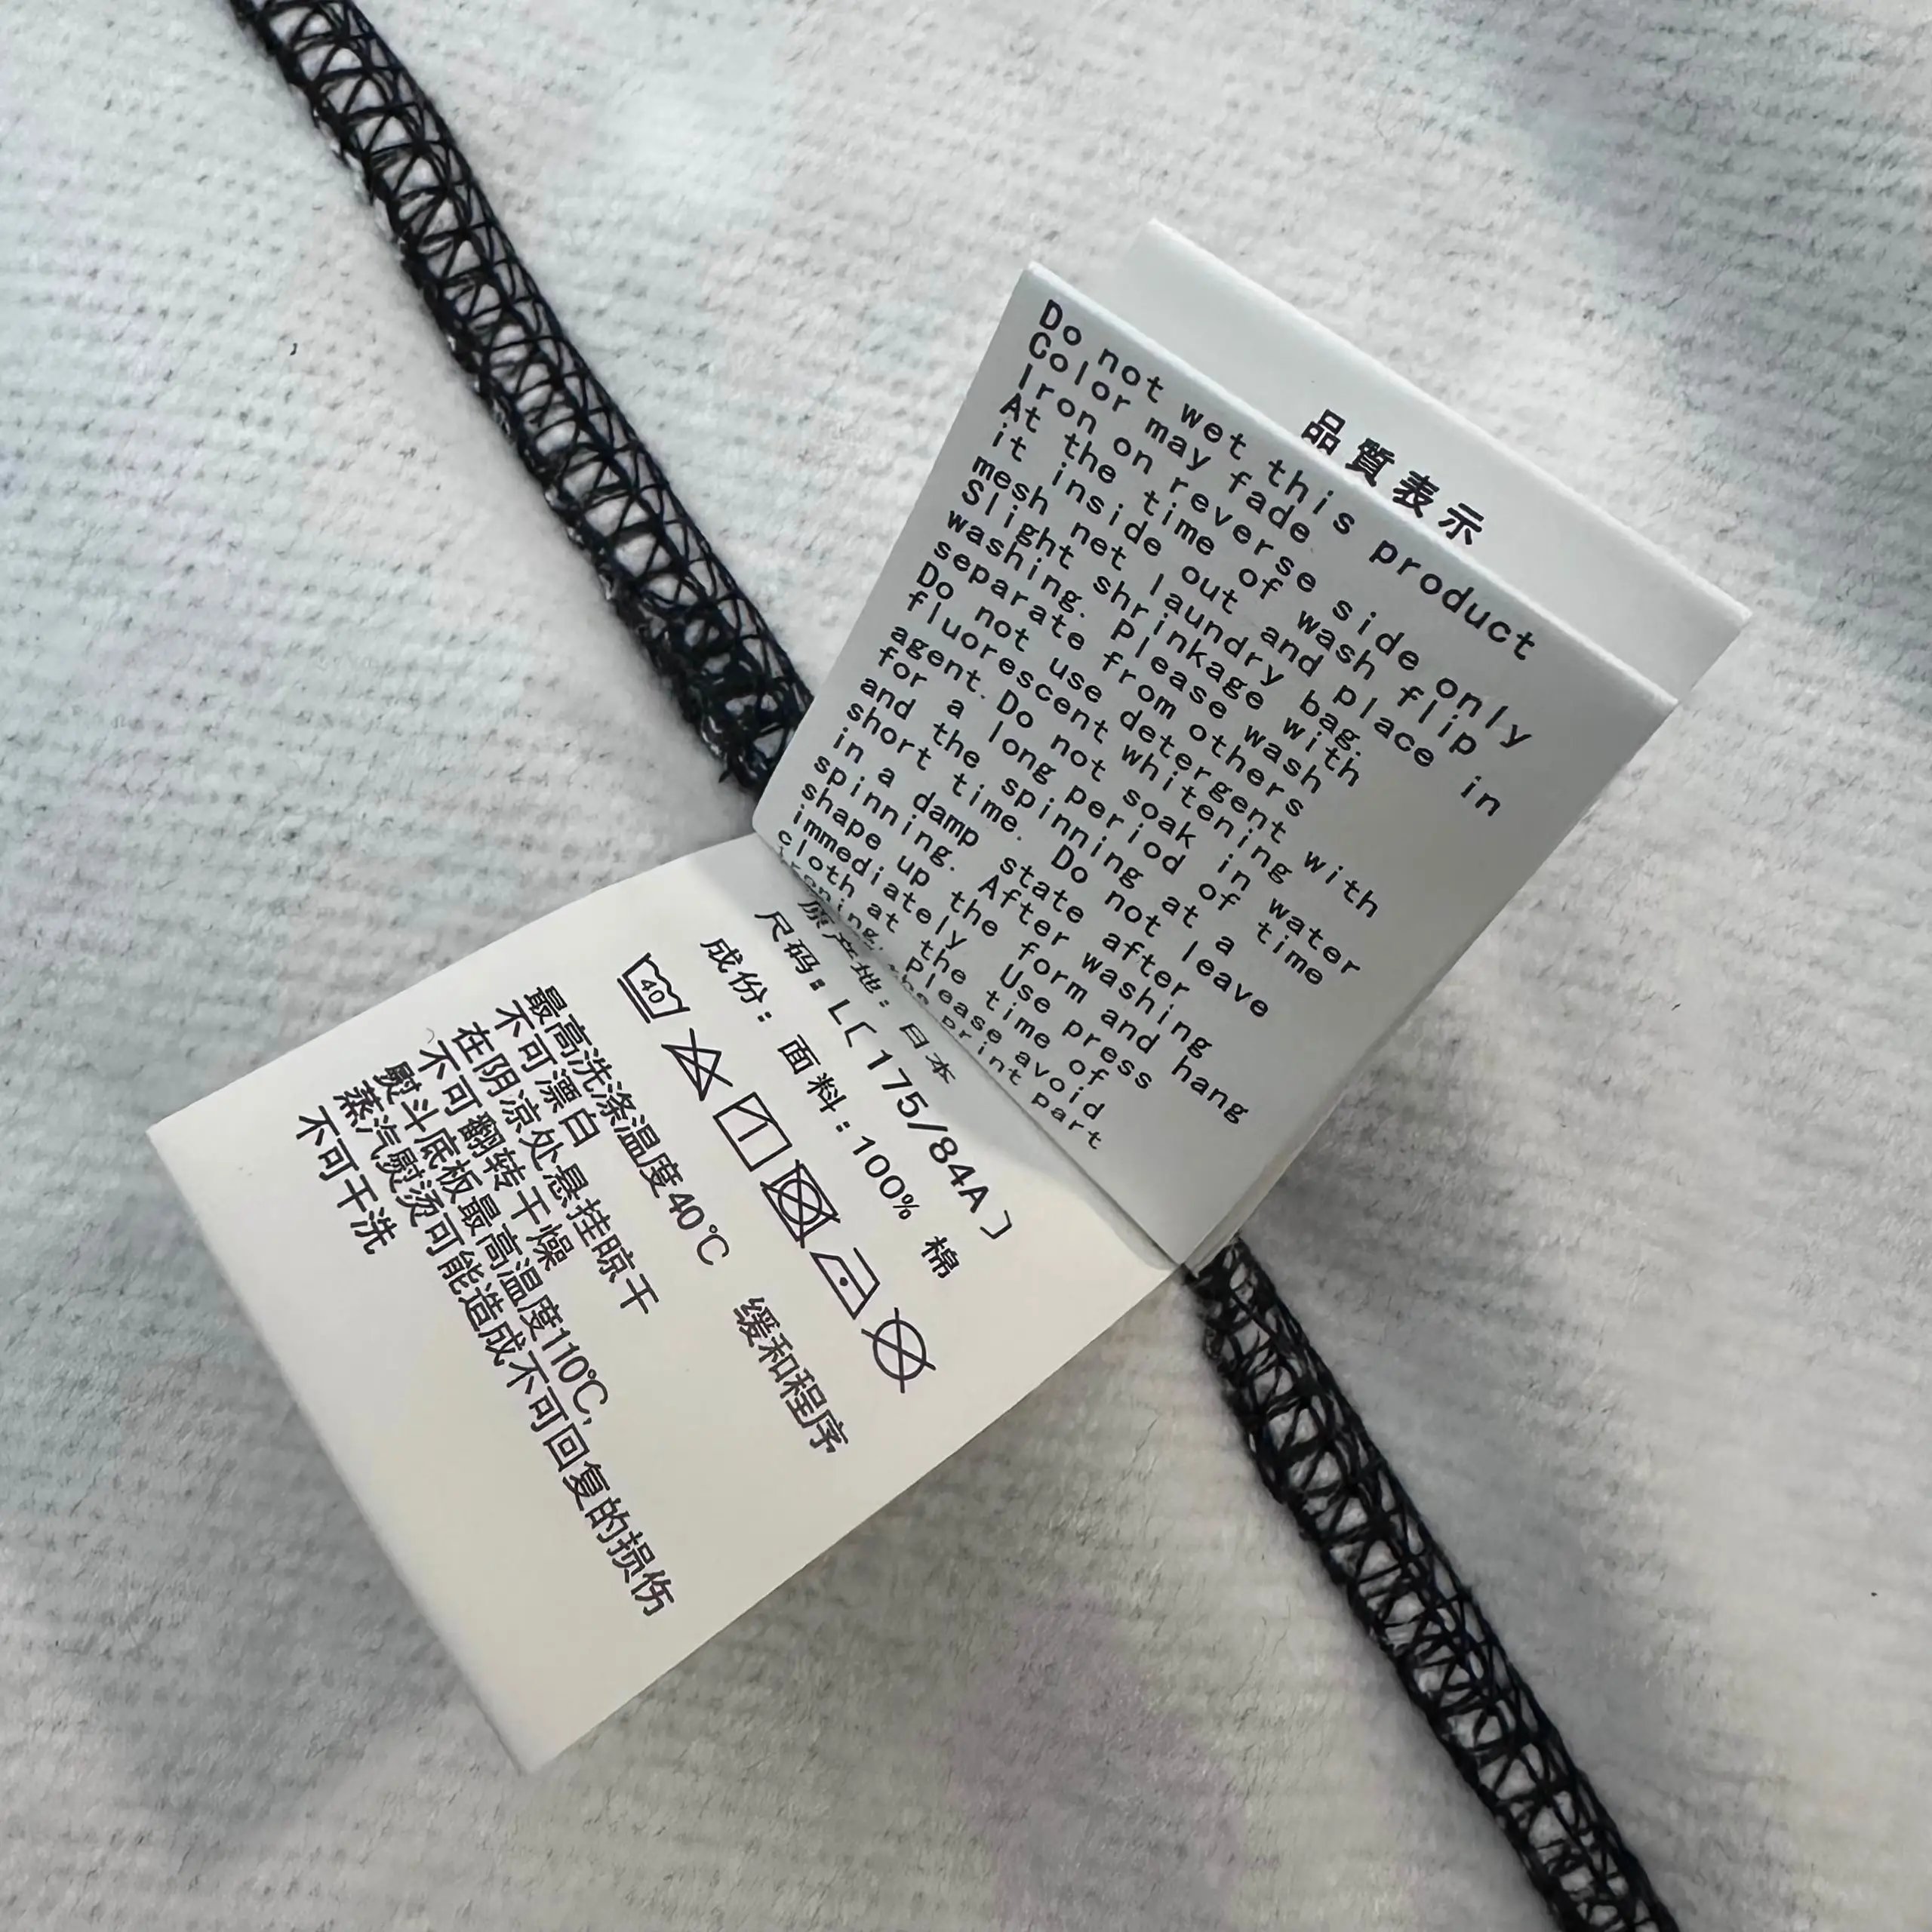 品質表示
Do not wet this product
Color may fade
Iron on reverse side only
At the time of wash flip
it inside out and place in
mesh net laundry bag.
Slight shrinkage with
washing. Please wash
separate from others
Do not use detergent with
fluorescent whitening
agent. Do not soak in water
for a long period of time
and the spinning at a
short time. Do not leave
in a damp state after
spinning. After washing
shape up the form and hang
immediately Use press
cloth at the time of
ironing. Please avoid
the print part
原产地：日本
尺码：L〔175/84A〕
成份：面料：100% 棉
40
最高洗涤温度40℃ 缓和程序
不可漂白
在阴凉处悬挂晾干
不可翻转干燥
熨斗底板最高温度110℃,
蒸汽熨烫可能造成不可回复的损伤
不可干洗